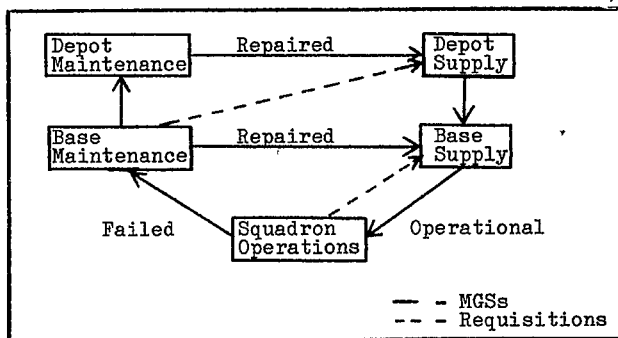 Depot
Maintenance
Repaired
Depot
Supply
Base
Maintenance
Repaired
Base
Supply
Failed
Squadron
Operations
Operational
MGSs
Requisitions